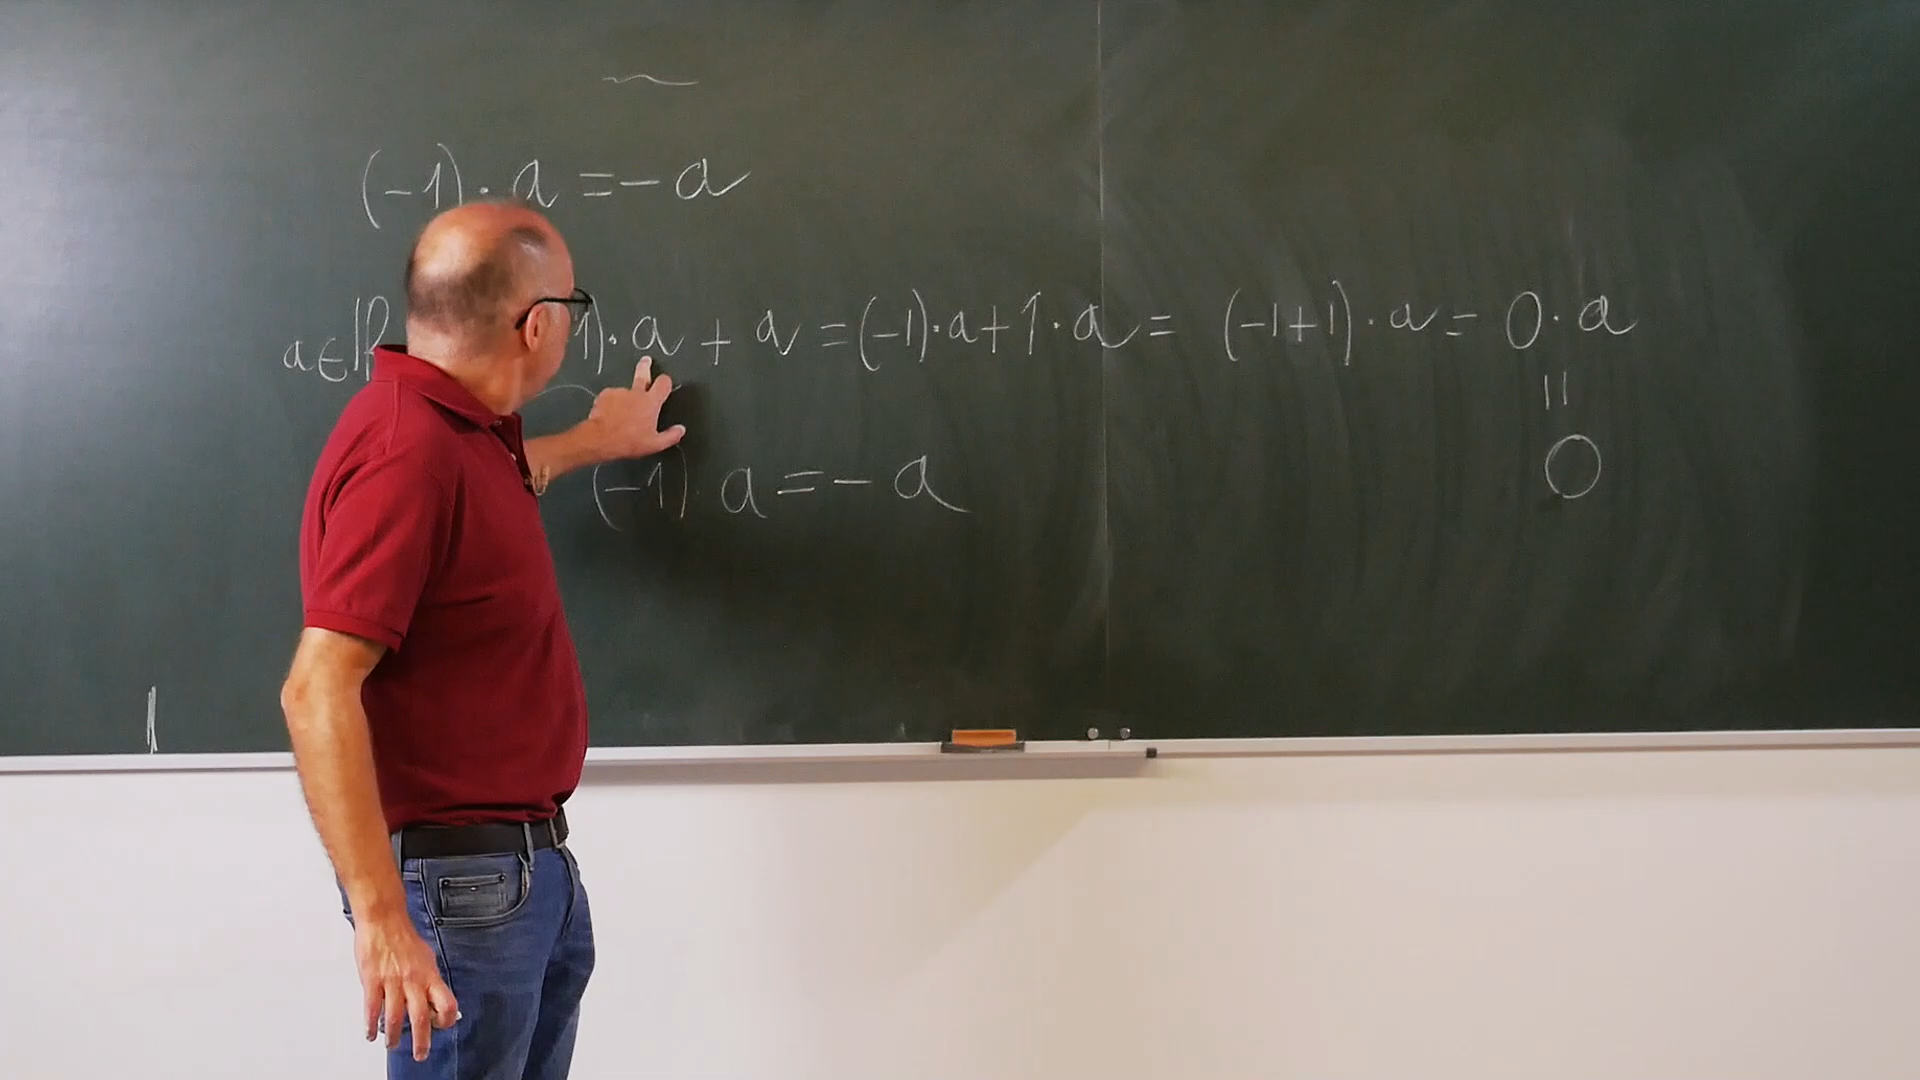 (-1) · a = - a
a ∈ ℝ 1) · a + a = (-1) · a + 1 · a = (-1+1) · a = 0 · a
=
0
(-1) · a = - a